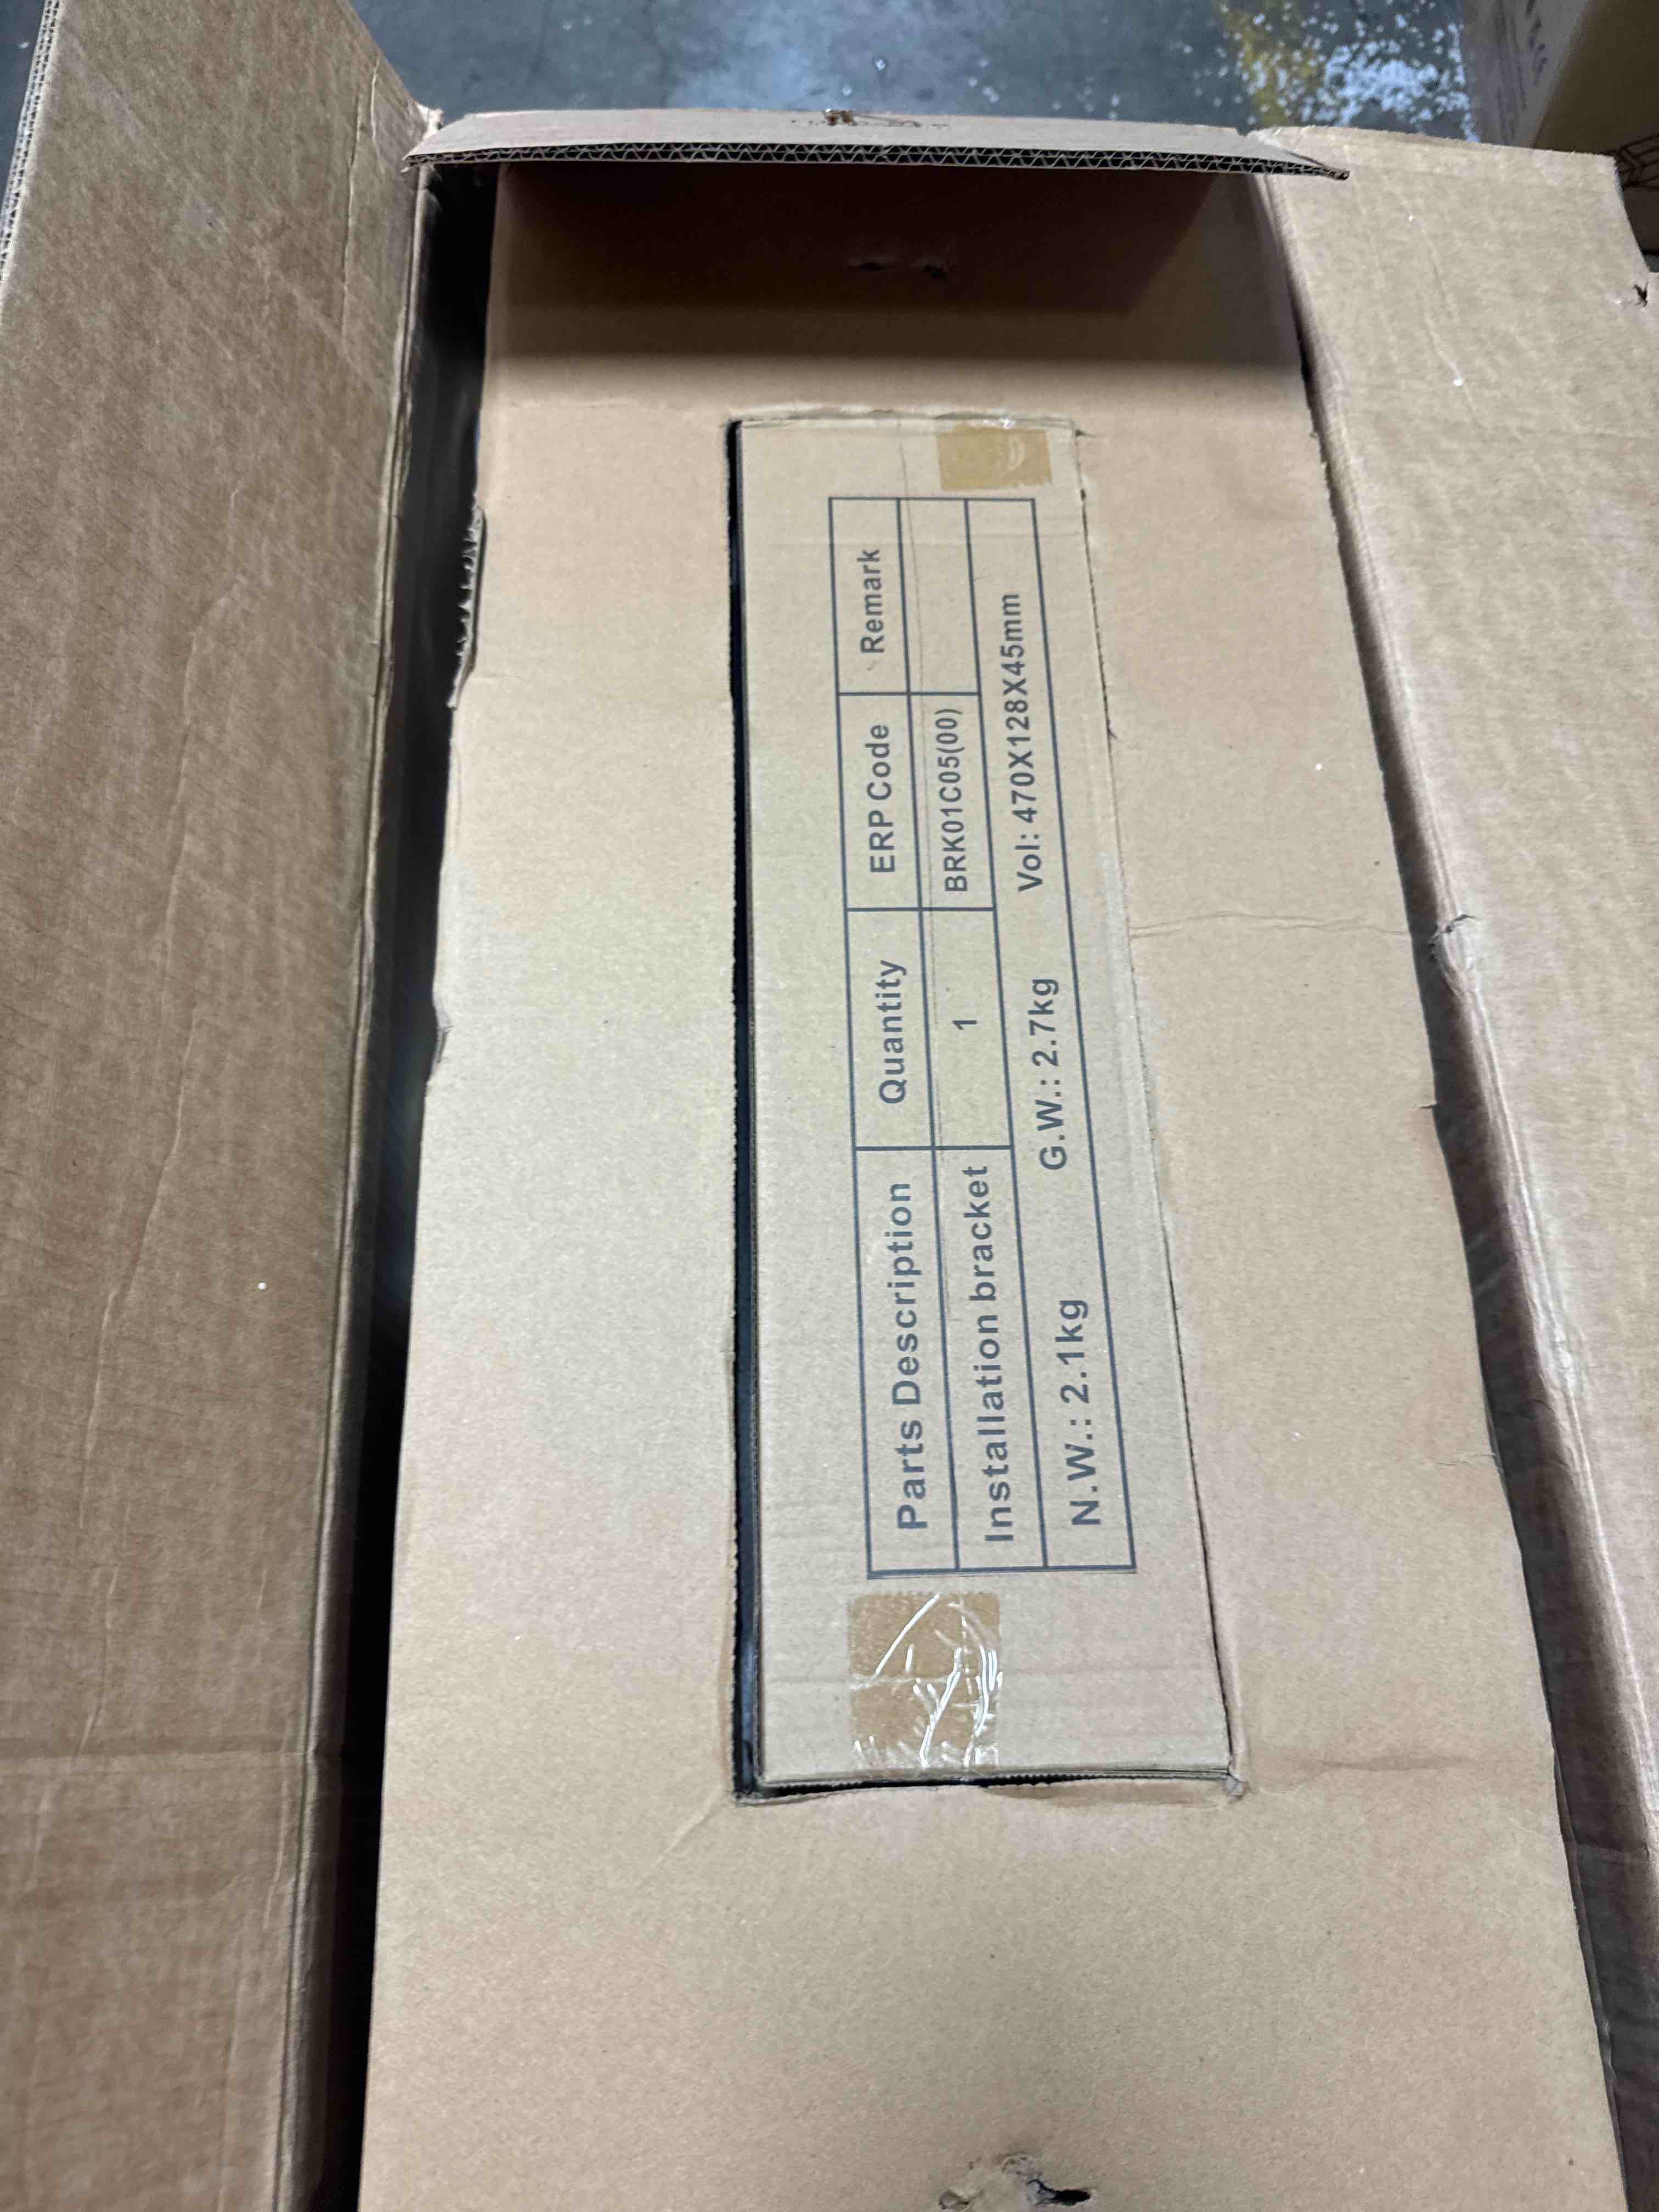 Parts Description Quantity ERP Code Remark
Installation bracket 1 BRK01C05(00)
N.W.: 2.1kg G.W.: 2.7kg Vol: 470X128X45mm